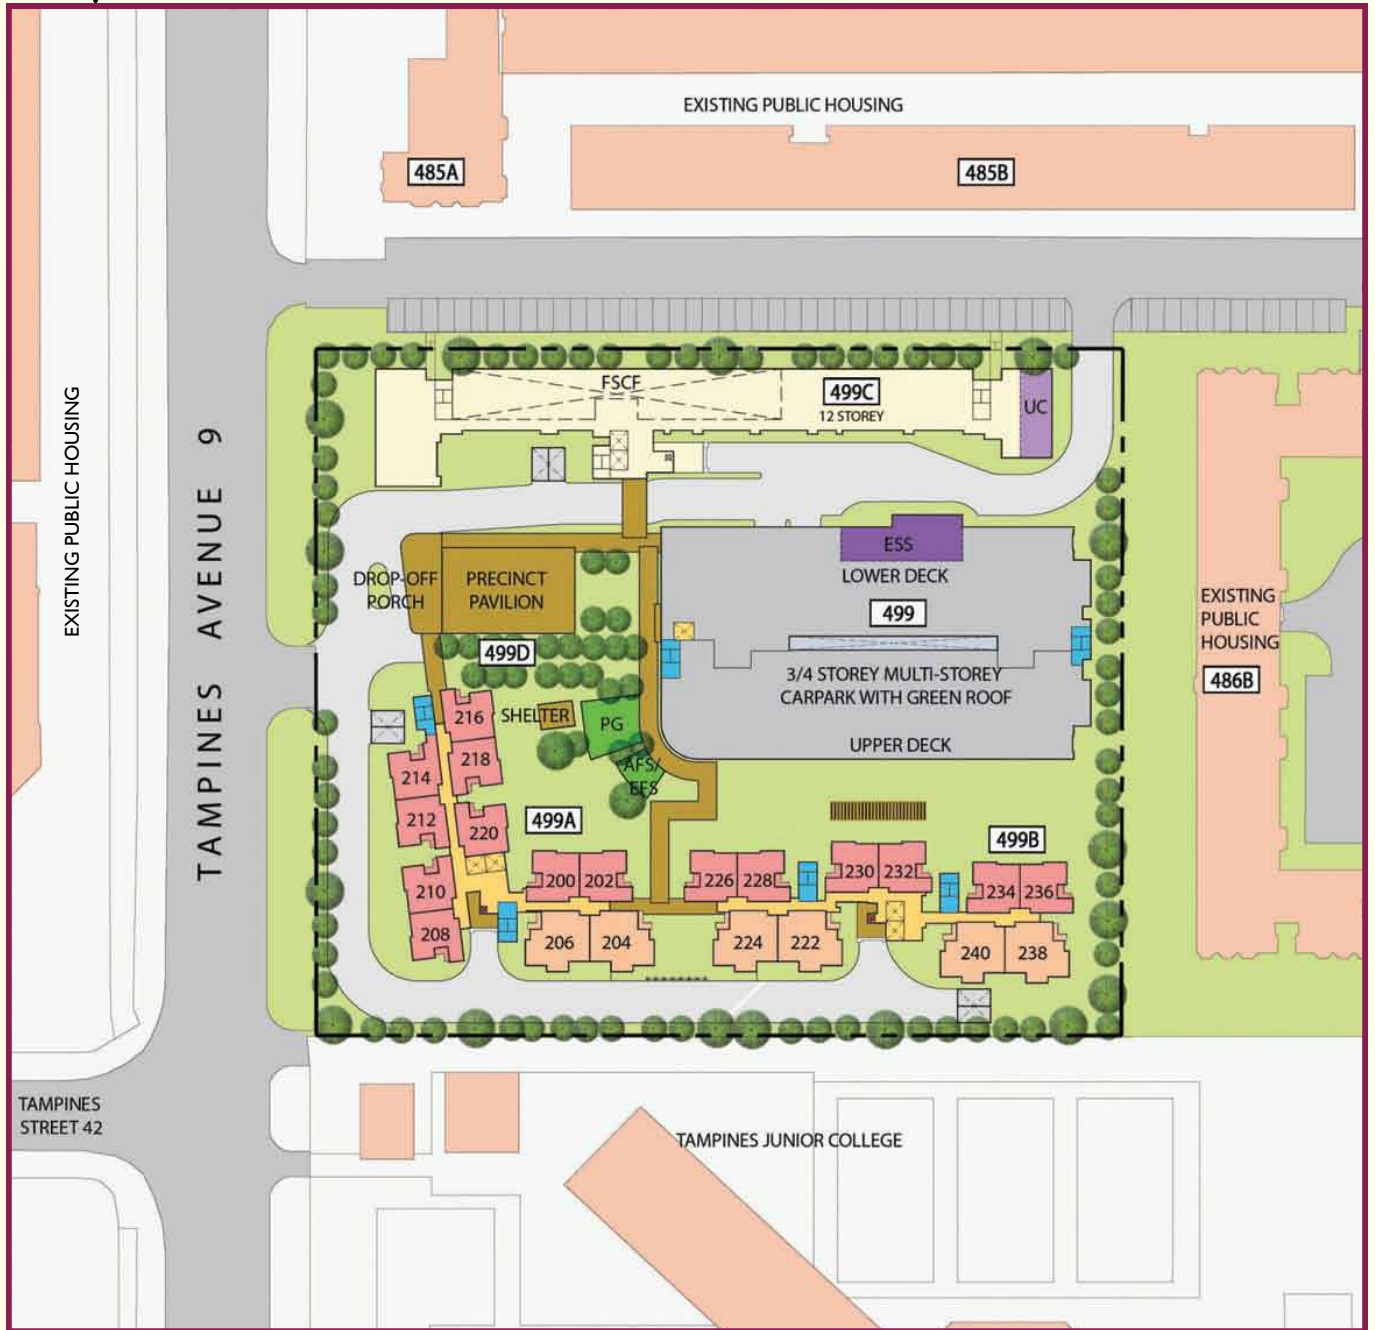 EXISTING PUBLIC HOUSING
485A
485B
EXISTING PUBLIC HOUSING
TAMPINES AVENUE 9
FSCF
499C
12 STOREY
UC
ESS
LOWER DECK
499
3/4 STOREY MULTI-STOREY
CARPARK WITH GREEN ROOF
UPPER DECK
DROP-OFF
PORCH
PRECINCT
PAVILION
499D
EXISTING
PUBLIC
HOUSING
486B
216
SHELTER
PG
218
214
AFS/
EFS
212
220
499A
499B
210
200
202
226
228
230
232
234
236
208
206
204
224
222
240
238
TAMPINES
STREET 42
TAMPINES JUNIOR COLLEGE